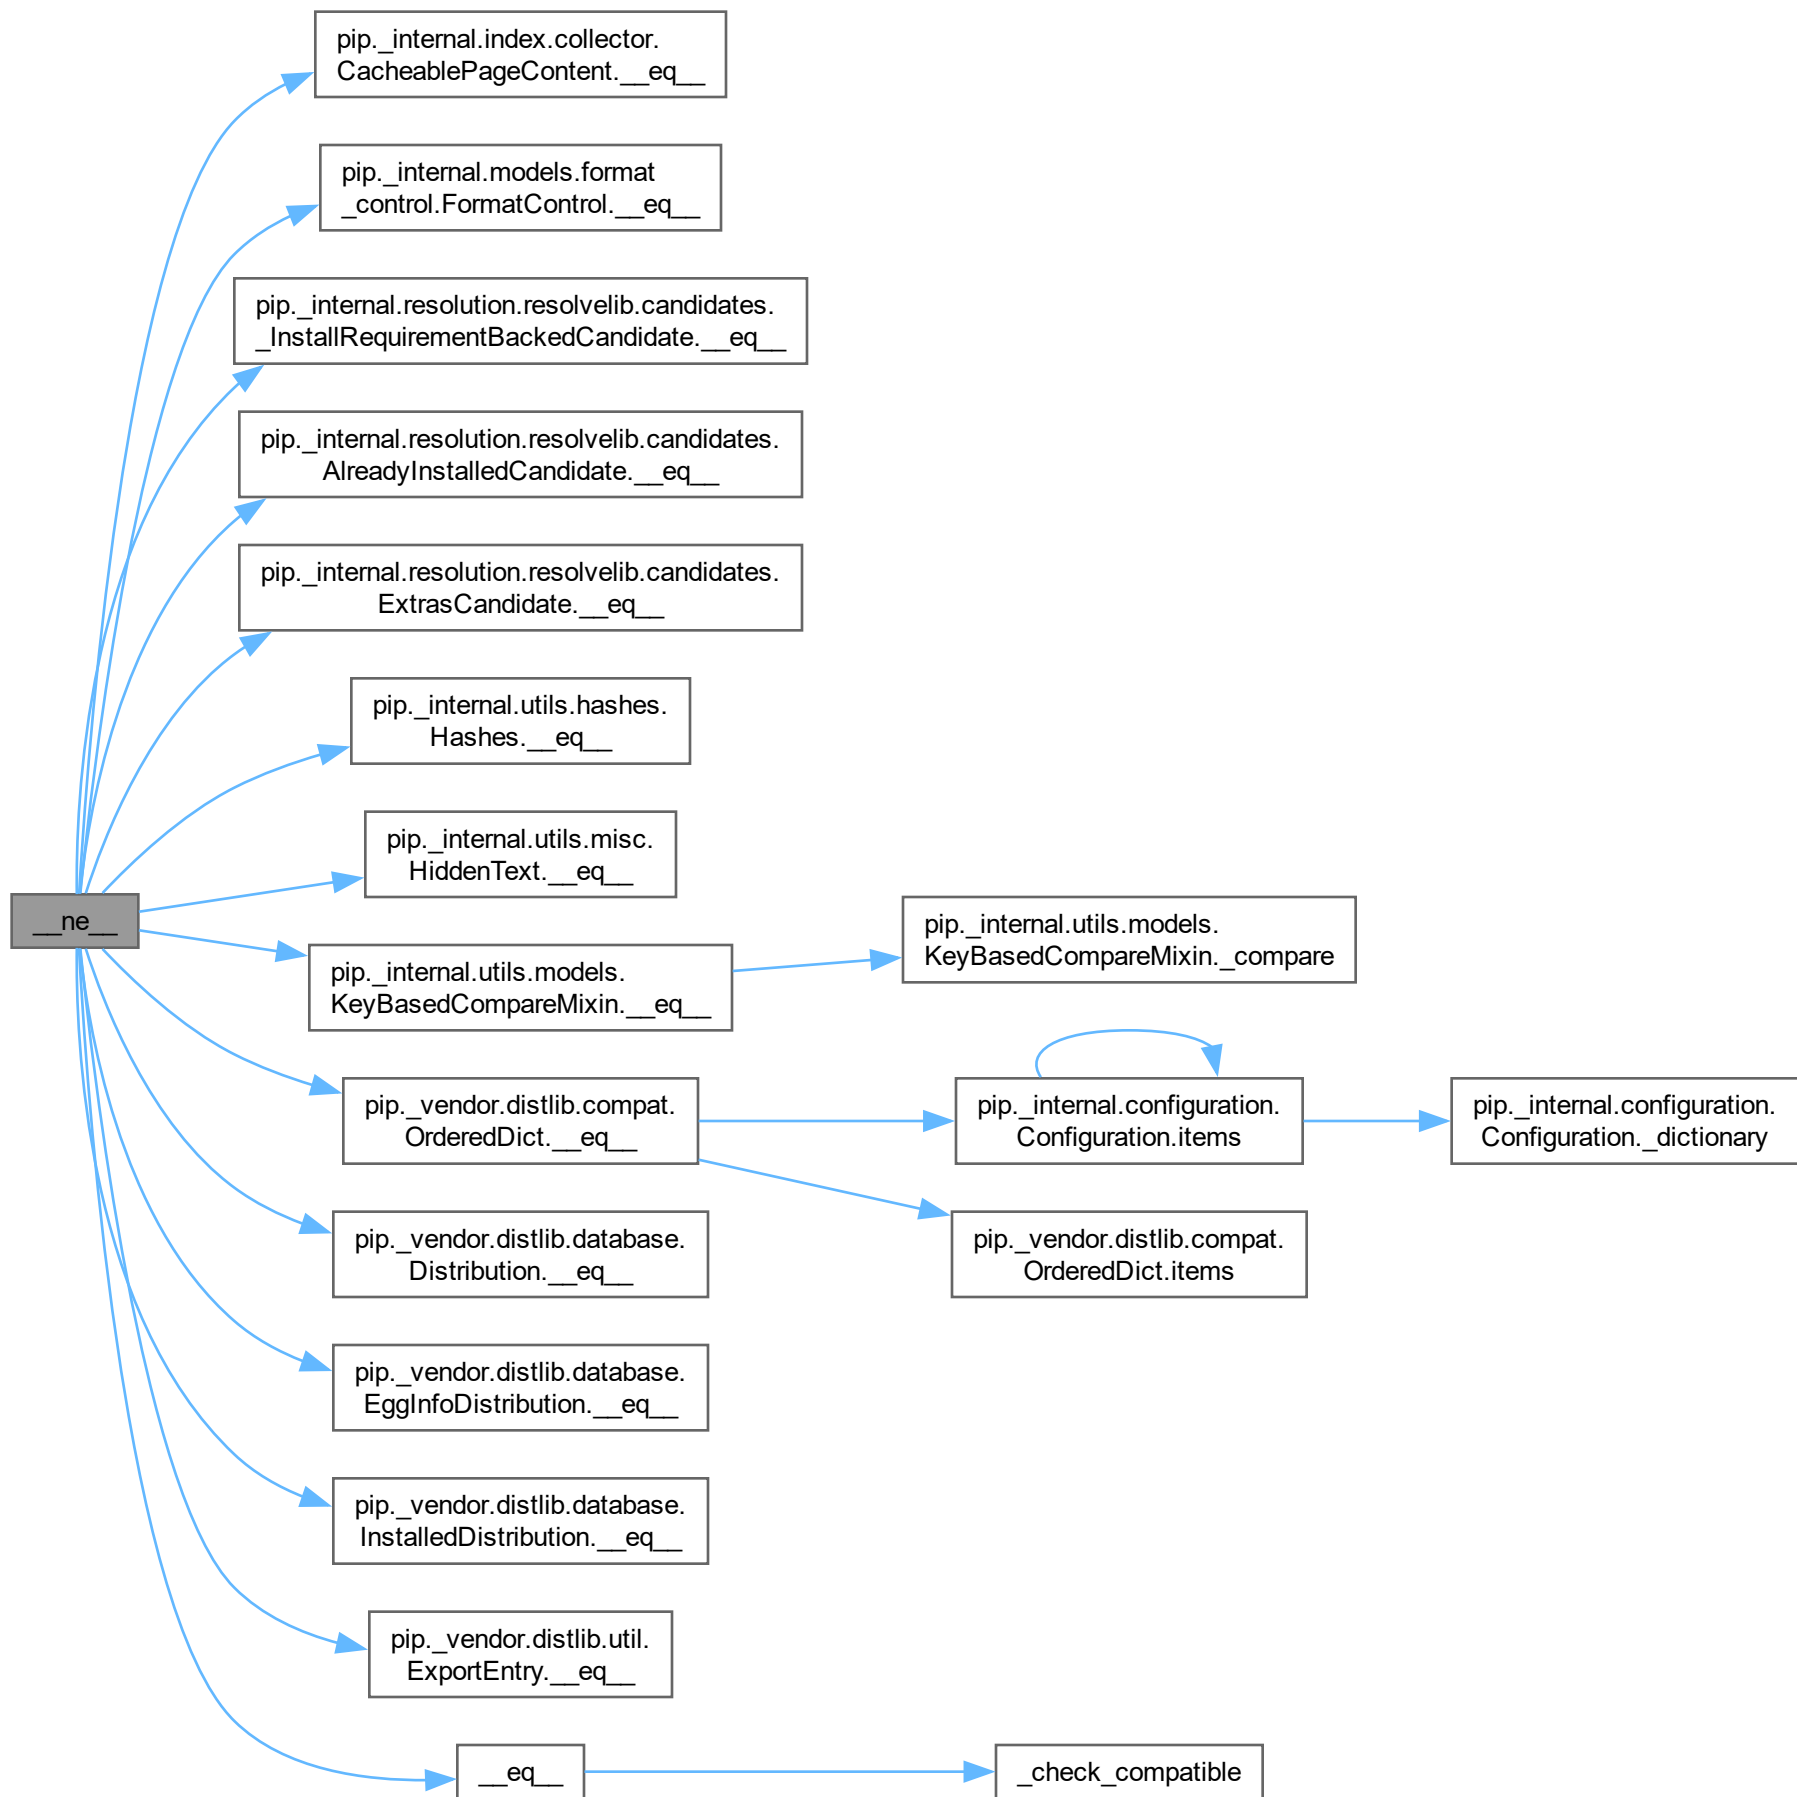 pip._internal.index.collector.
CacheablePageContent.__eq__
pip._internal.models.format
_control.FormatControl.__eq__
pip._internal.resolution.resolvelib.candidates.
_InstallRequirementBackedCandidate.__eq__
pip._internal.resolution.resolvelib.candidates.
AlreadyInstalledCandidate.__eq__
pip._internal.resolution.resolvelib.candidates.
ExtrasCandidate.__eq__
pip._internal.utils.hashes.
Hashes.__eq__
pip._internal.utils.misc.
HiddenText.__eq__
__ne__
pip._internal.utils.models.
KeyBasedCompareMixin.__eq__
pip._internal.utils.models.
KeyBasedCompareMixin._compare
pip._vendor.distlib.compat.
OrderedDict.__eq__
pip._internal.configuration.
Configuration.items
pip._internal.configuration.
Configuration._dictionary
pip._vendor.distlib.database.
Distribution.__eq__
pip._vendor.distlib.compat.
OrderedDict.items
pip._vendor.distlib.database.
EggInfoDistribution.__eq__
pip._vendor.distlib.database.
InstalledDistribution.__eq__
pip._vendor.distlib.util.
ExportEntry.__eq__
__eq__
_check_compatible